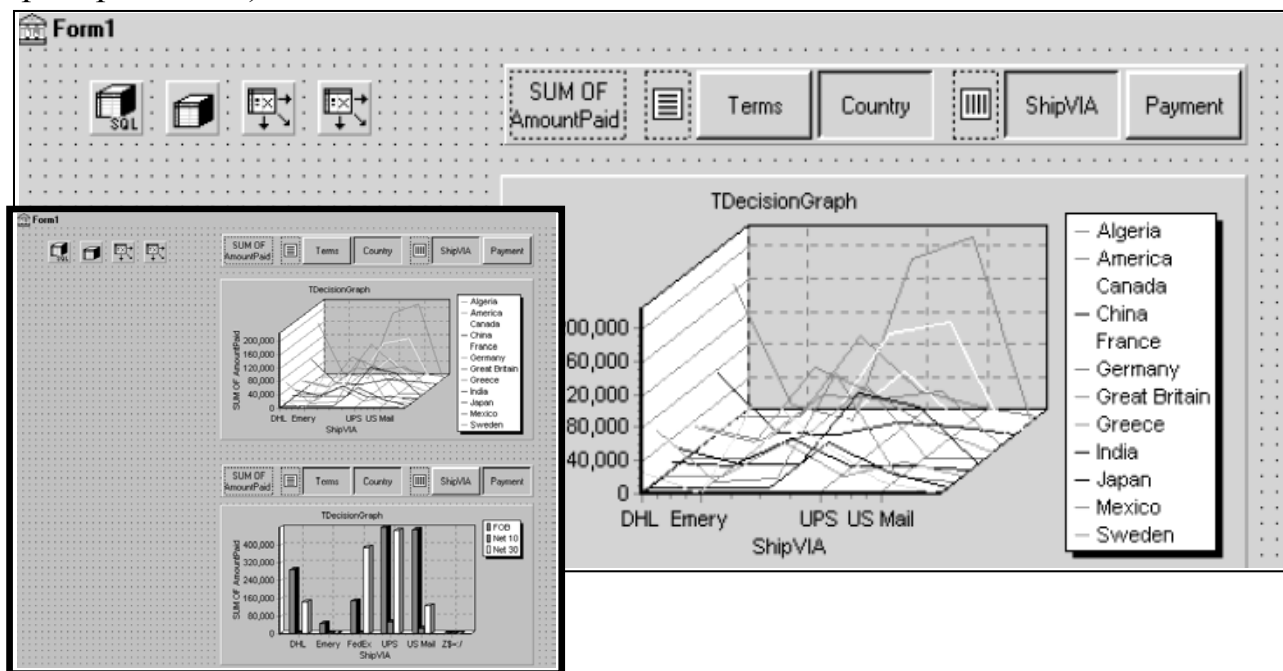 Form1
SUM OF
AmountPaid
Terms
Country
ShipVIA
Payment
SQL
TDecisionGraph
Algeria
America
Canada
China
France
Germany
Great Britain
Greece
India
Japan
Mexico
Sweden
00,000
60,000
20,000
80,000
40,000
0
DHL Emery UPS US Mail
ShipVIA
Form1
SQL
SUM OF
AmountPaid
Terms
Country
ShipVIA
Payment
TDecisionGraph
Algeria
America
Canada
China
France
Germany
Great Britain
Greece
India
Japan
Mexico
Sweden
SUM OF AmountPaid
200,000
160,000
120,000
80,000
40,000
0
DHL Emery UPS US Mail
ShipVIA
SUM OF
AmountPaid
Terms
Country
ShipVIA
Payment
TDecisionGraph
FOB
Net 10
Net 30
SUM OF AmountPaid
400,000
320,000
240,000
160,000
80,000
0
DHL Emery FedEx UPS US Mail Z$=:/
ShipVIA